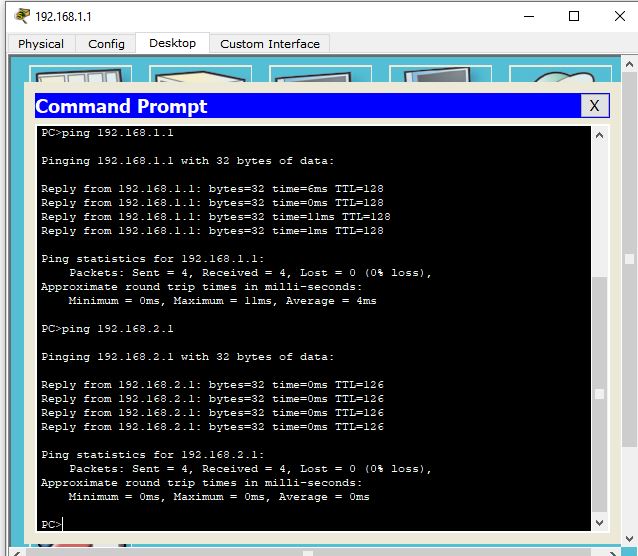 192.168.1.1
Physical Config Desktop Custom Interface
Command Prompt X
PC>ping 192.168.1.1
Pinging 192.168.1.1 with 32 bytes of data:
Reply from 192.168.1.1: bytes=32 time=6ms TTL=128
Reply from 192.168.1.1: bytes=32 time=0ms TTL=128
Reply from 192.168.1.1: bytes=32 time=11ms TTL=128
Reply from 192.168.1.1: bytes=32 time=1ms TTL=128
Ping statistics for 192.168.1.1:
Packets: Sent = 4, Received = 4, Lost = 0 (0% loss),
Approximate round trip times in milli-seconds:
Minimum = 0ms, Maximum = 11ms, Average = 4ms
PC>ping 192.168.2.1
Pinging 192.168.2.1 with 32 bytes of data:
Reply from 192.168.2.1: bytes=32 time=0ms TTL=126
Reply from 192.168.2.1: bytes=32 time=0ms TTL=126
Reply from 192.168.2.1: bytes=32 time=0ms TTL=126
Reply from 192.168.2.1: bytes=32 time=0ms TTL=126
Ping statistics for 192.168.2.1:
Packets: Sent = 4, Received = 4, Lost = 0 (0% loss),
Approximate round trip times in milli-seconds:
Minimum = 0ms, Maximum = 0ms, Average = 0ms
PC>